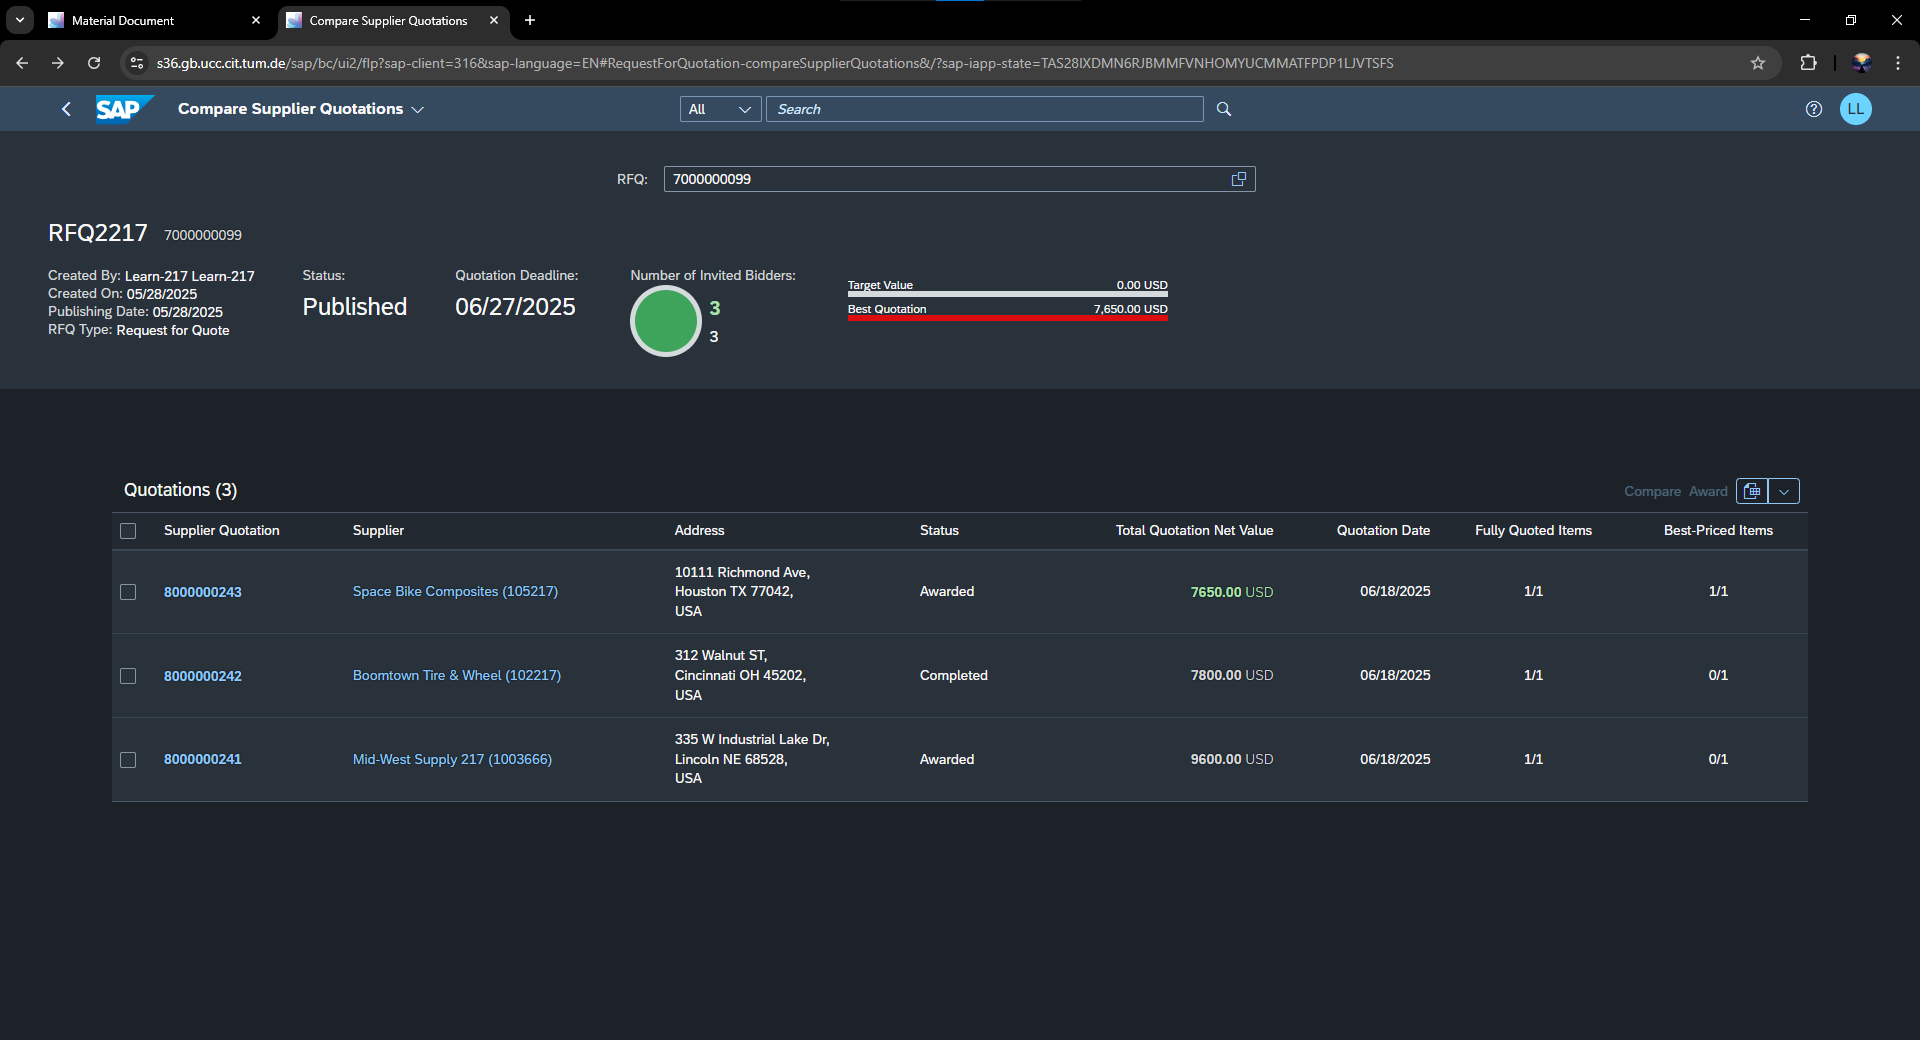 Material Document
Compare Supplier Quotations
s36.gb.ucc.cit.tum.de/sap/bc/ui2/flp?sap-client=316&sap-language=EN#RequestForQuotation-compareSupplierQuotations&/?sap-iapp-state=TAS28IXDMN6RJBMMFVNHOMYUCMMATFPDP1LJVTSFS
SAP Compare Supplier Quotations All Search LL
RFQ: 7000000099
RFQ2217 7000000099
Created By: Learn-217 Learn-217
Created On: 05/28/2025
Publishing Date: 05/28/2025
RFQ Type: Request for Quote
Status:
Published
Quotation Deadline:
06/27/2025
Number of Invited Bidders:
3
3
Target Value 0.00 USD
Best Quotation 7,650.00 USD
Quotations (3)
Compare Award
Supplier Quotation Supplier Address Status Total Quotation Net Value Quotation Date Fully Quoted Items Best-Priced Items
10111 Richmond Ave,
8000000243 Space Bike Composites (105217) Houston TX 77042, Awarded 7650.00 USD 06/18/2025 1/1 1/1
USA
312 Walnut ST,
8000000242 Boomtown Tire & Wheel (102217) Cincinnati OH 45202, Completed 7800.00 USD 06/18/2025 1/1 0/1
USA
335 W Industrial Lake Dr,
8000000241 Mid-West Supply 217 (1003666) Lincoln NE 68528, Awarded 9600.00 USD 06/18/2025 1/1 0/1
USA